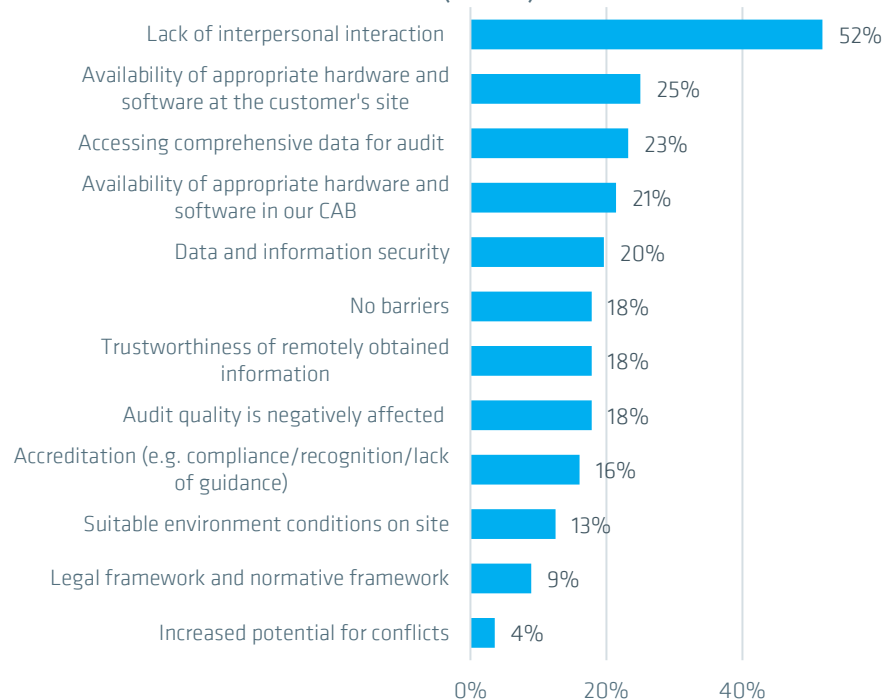 Lack of interpersonal interaction 52%
Availability of appropriate hardware and
software at the customer's site 25%
Accessing comprehensive data for audit 23%
Availability of appropriate hardware and
software in our CAB 21%
Data and information security 20%
No barriers 18%
Trustworthiness of remotely obtained
information 18%
Audit quality is negatively affected 18%
Accreditation (e.g. compliance/recognition/lack
of guidance) 16%
Suitable environment conditions on site 13%
Legal framework and normative framework 9%
Increased potential for conflicts 4%
0% 20% 40%